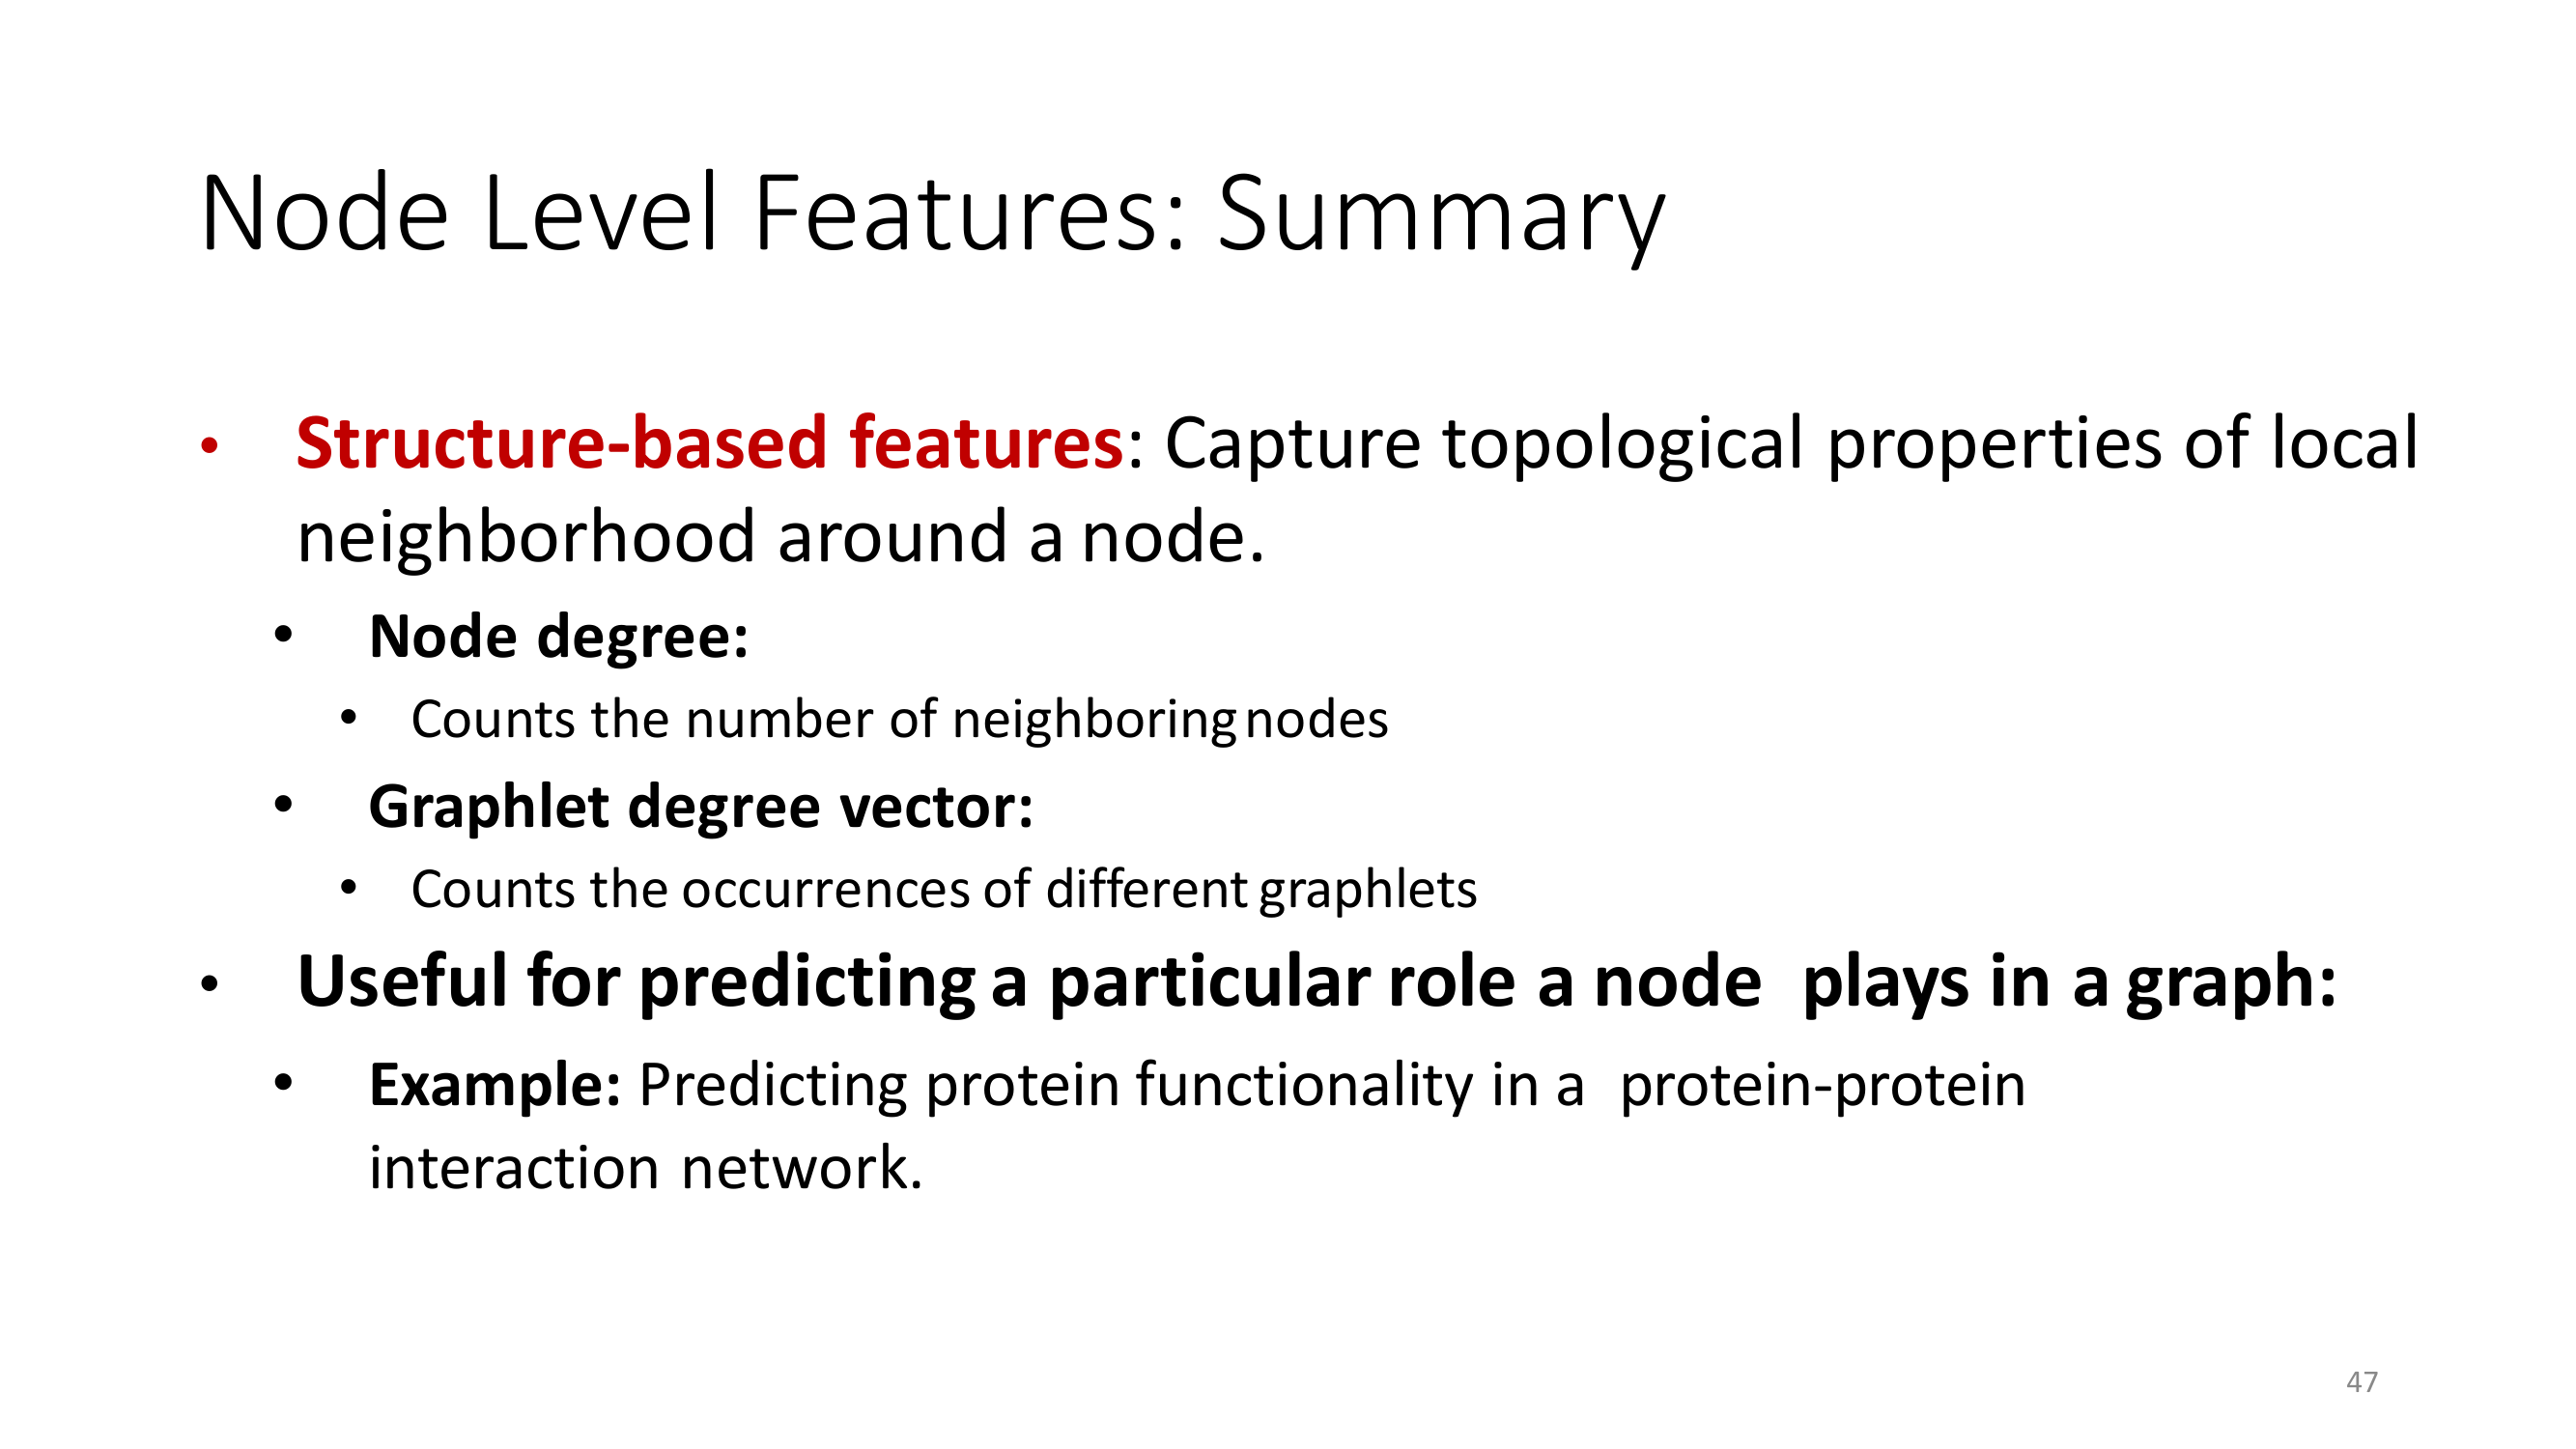 Node Level Features: Summary
• Structure-based features: Capture topological properties of local
neighborhood around a node.
• Node degree:
• Counts the number of neighboring nodes
• Graphlet degree vector:
• Counts the occurrences of different graphlets
• Useful for predicting a particular role a node plays in a graph:
• Example: Predicting protein functionality in a protein-protein
interaction network.
47